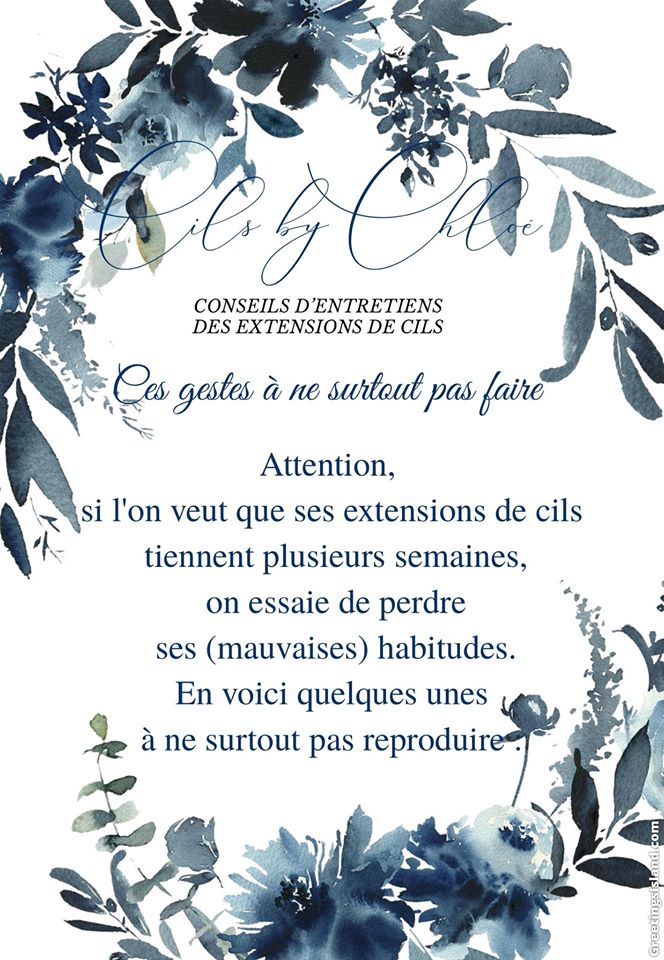 Cils by Chloé
CONSEILS D'ENTRETIENS
DES EXTENSIONS DE CILS
Ces gestes à ne surtout pas faire
Attention,
si l'on veut que ses extensions de cils
tiennent plusieurs semaines,
on essaie de perdre
ses (mauvaises) habitudes.
En voici quelques unes
à ne surtout pas reproduire :
GreetingsIsland.com